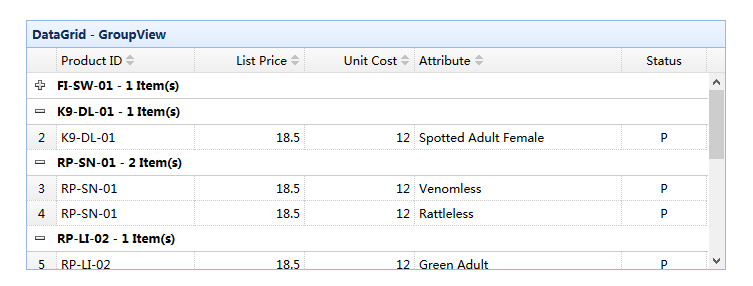 DataGrid - GroupView
Product ID List Price Unit Cost Attribute Status
FI-SW-01 - 1 Item(s)
K9-DL-01 - 1 Item(s)
2 K9-DL-01 18.5 12 Spotted Adult Female P
RP-SN-01 - 2 Item(s)
3 RP-SN-01 18.5 12 Venomless P
4 RP-SN-01 18.5 12 Rattleless P
RP-LI-02 - 1 Item(s)
5 RP-LI-02 18.5 12 Green Adult P